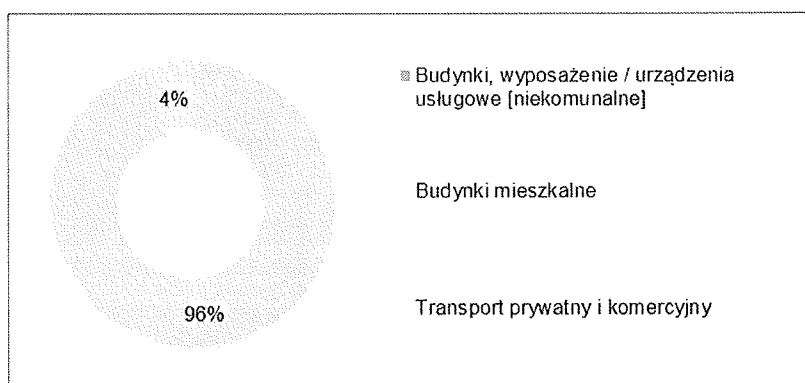 4%
96%
Budynki, wyposażenie / urządzenia
usługowe [niekomunalne]
Budynki mieszkalne
Transport prywatny i komercyjny